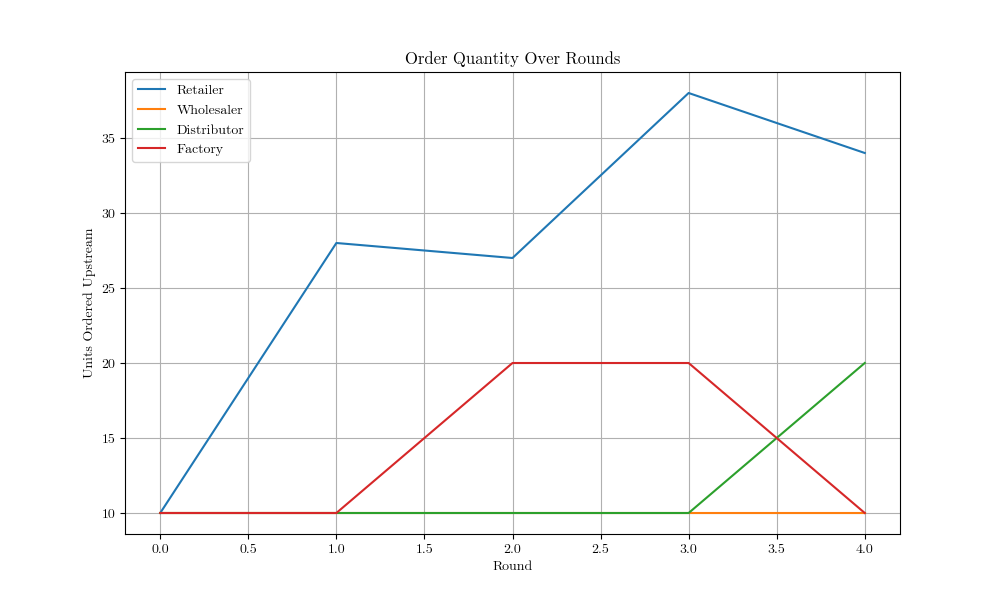 Order Quantity Over Rounds
Retailer
Wholesaler
Distributor
Factory
Units Ordered Upstream
35
30
25
20
15
10
0.0 0.5 1.0 1.5 2.0 2.5 3.0 3.5 4.0
Round